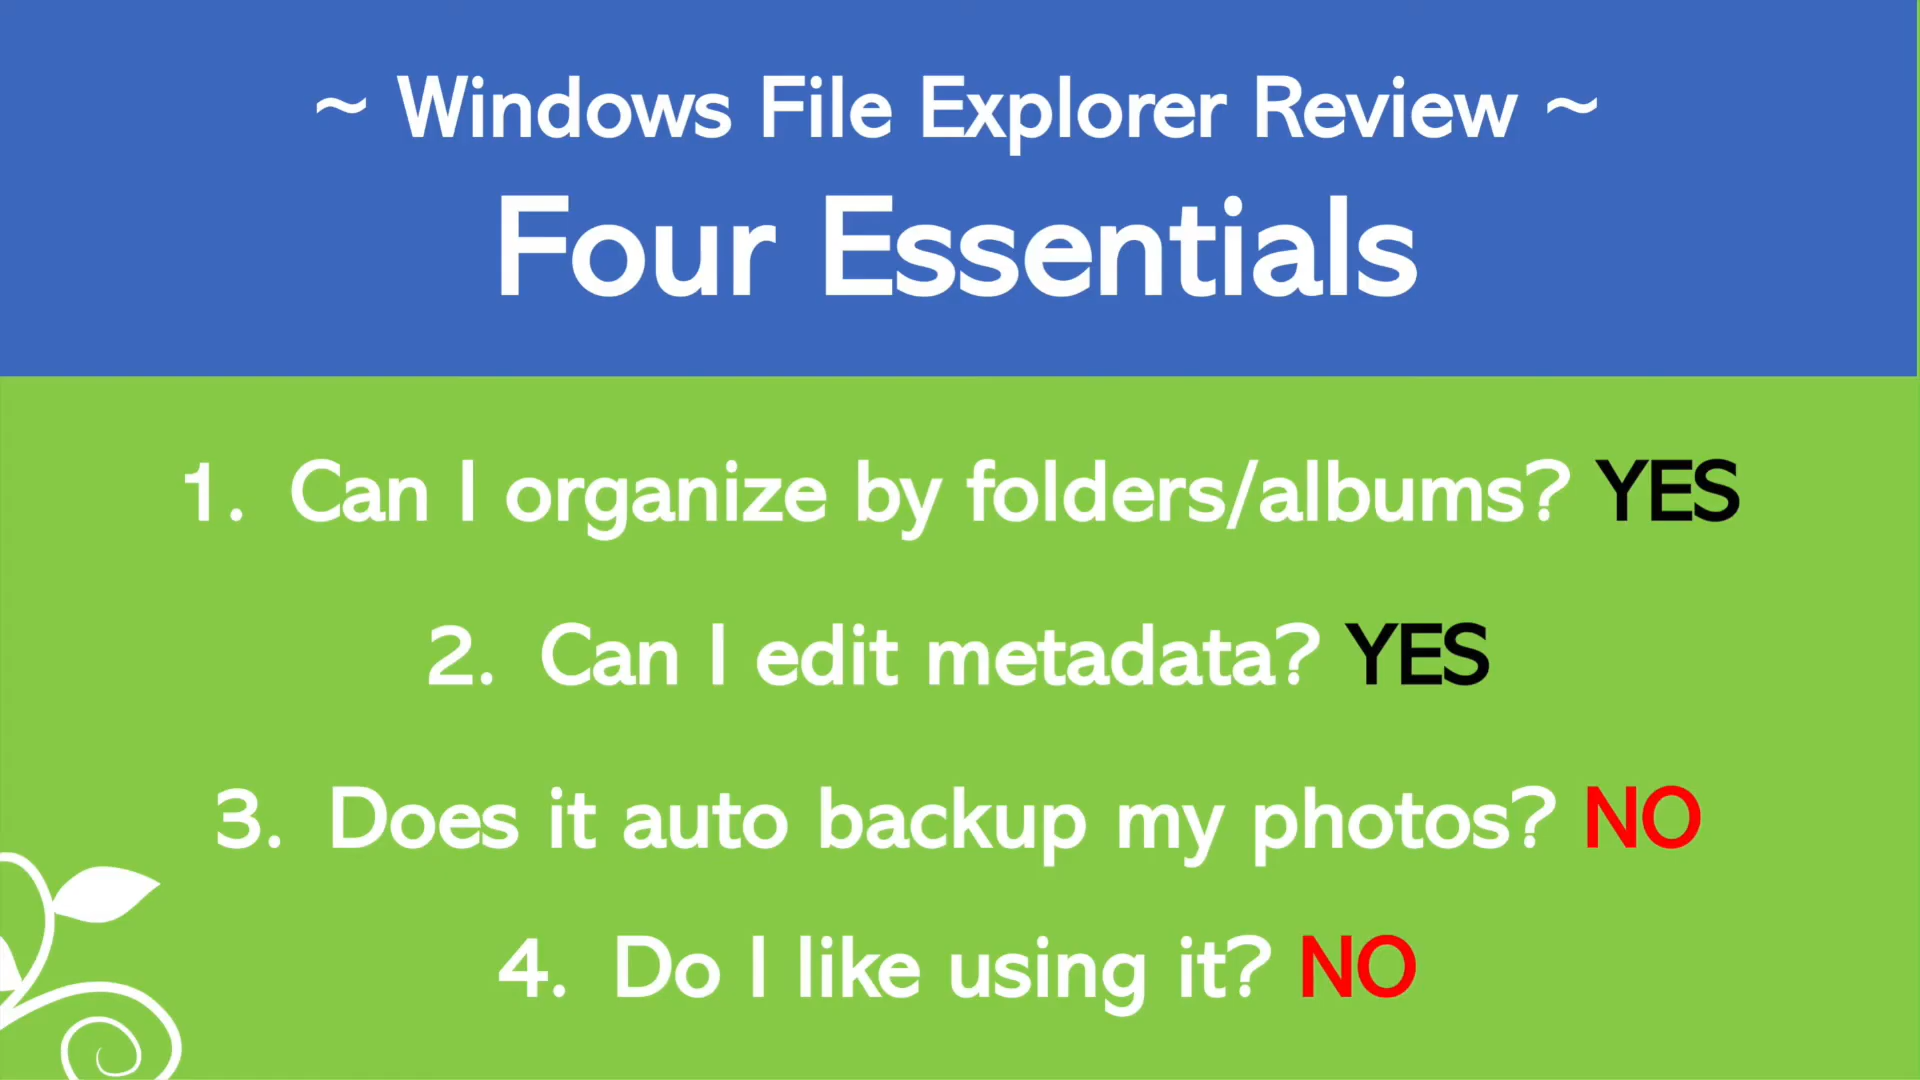 ~ Windows File Explorer Review ~
Four Essentials
1. Can I organize by folders/albums? YES
2. Can I edit metadata? YES
3. Does it auto backup my photos? NO
4. Do I like using it? NO